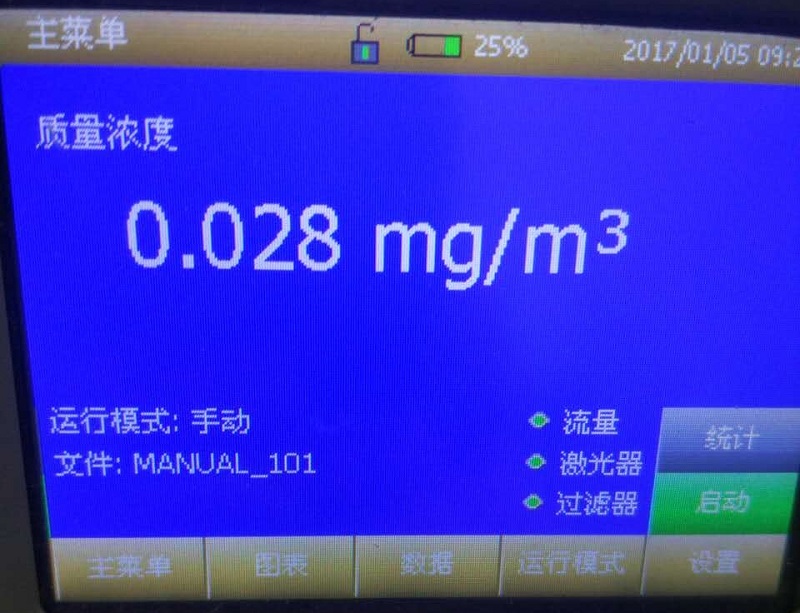 主菜单 25% 2017/01/05 09:2
质量浓度
0.028 mg/m³
运行模式: 手动
文件: MANUAL_101
流量
激光器
过滤器
统计
启动
主菜单 图表 数据 运行模式 设置